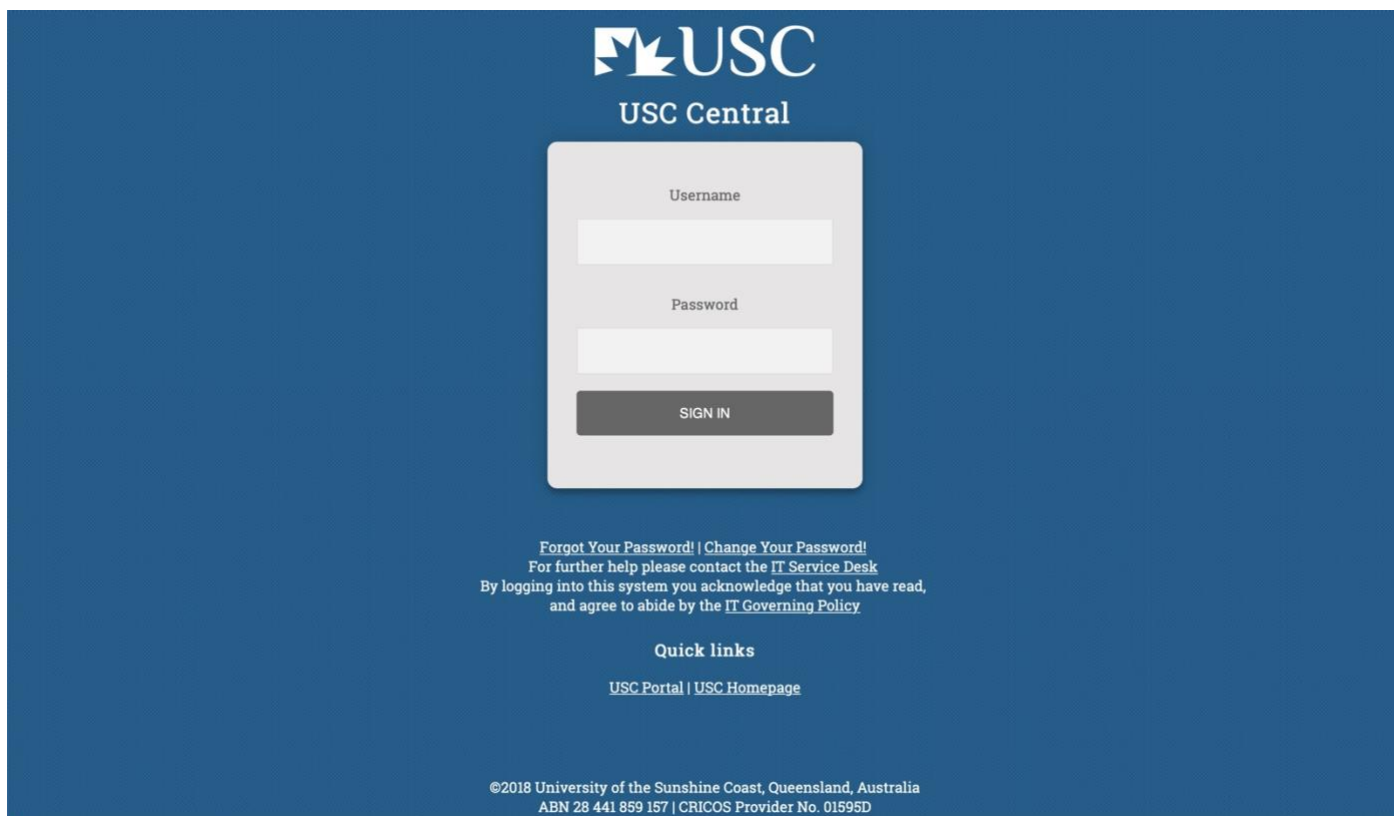 USC
USC Central
Username
Password
SIGN IN
Forgot Your Password! | Change Your Password!
For further help please contact the IT Service Desk
By logging into this system you acknowledge that you have read,
and agree to abide by the IT Governing Policy
Quick links
USC Portal | USC Homepage
©2018 University of the Sunshine Coast, Queensland, Australia
ABN 28 441 859 157 | CRICOS Provider No. 01595D